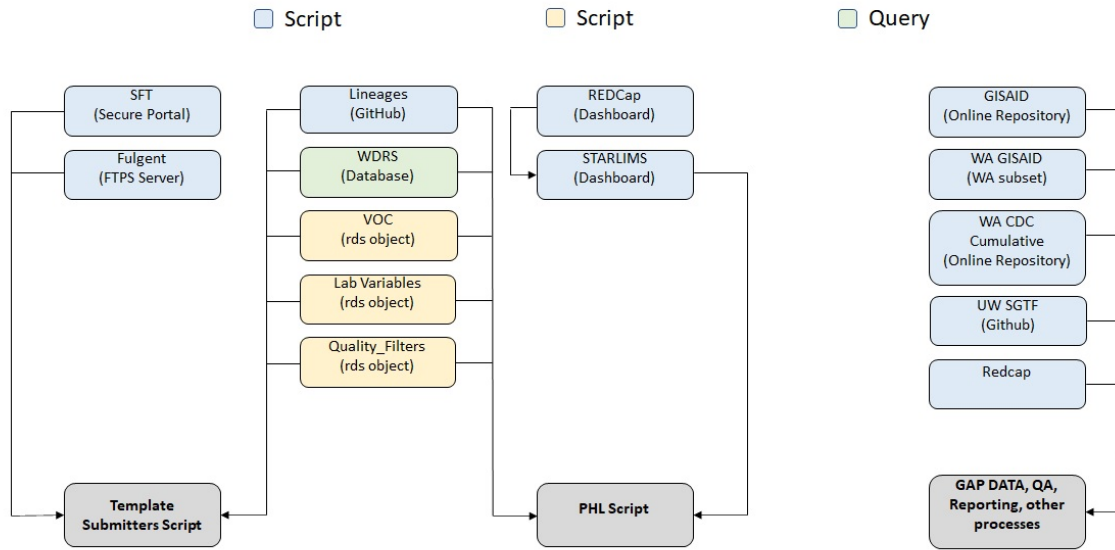 Script
Script
Query
SFT
(Secure Portal)
Fulgent
(FTPS Server)
Lineages
(GitHub)
WDRS
(Database)
VOC
(rds object)
Lab Variables
(rds object)
Quality_Filters
(rds object)
REDCap
(Dashboard)
STARLIMS
(Dashboard)
GISAID
(Online Repository)
WA GISAID
(WA subset)
WA CDC
Cumulative
(Online Repository)
UW SGTF
(Github)
Redcap
Template
Submitters Script
PHL Script
GAP DATA, QA,
Reporting, other
processes